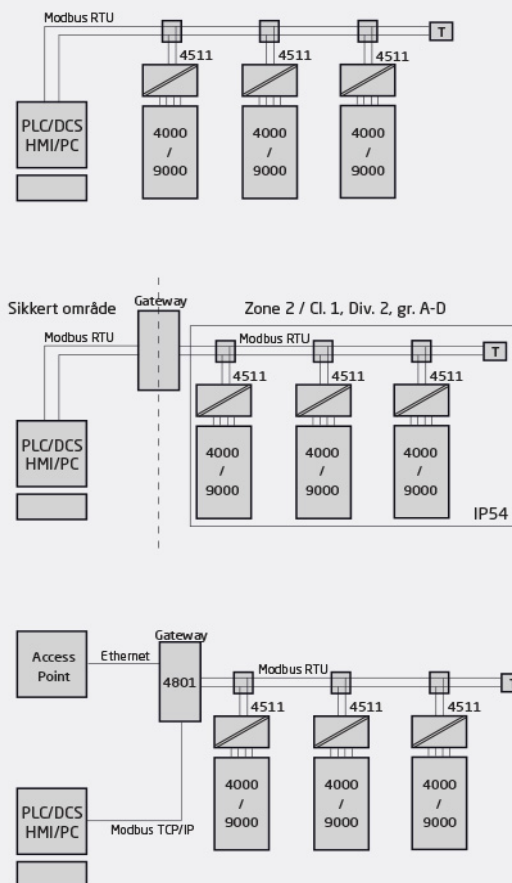 Modbus RTU
T
4511
4511
4511
PLC/DCS
HMI/PC
4000
/
9000
4000
/
9000
4000
/
9000
Sikkert område
Gateway
Zone 2 / Cl. 1, Div. 2, gr. A-D
Modbus RTU
Modbus RTU
T
4511
4511
4511
PLC/DCS
HMI/PC
4000
/
9000
4000
/
9000
4000
/
9000
IP54
Gateway
Access
Point
Ethernet
4801
Modbus RTU
T
4511
4511
4511
4000
/
9000
4000
/
9000
4000
/
9000
PLC/DCS
HMI/PC
Modbus TCP/IP